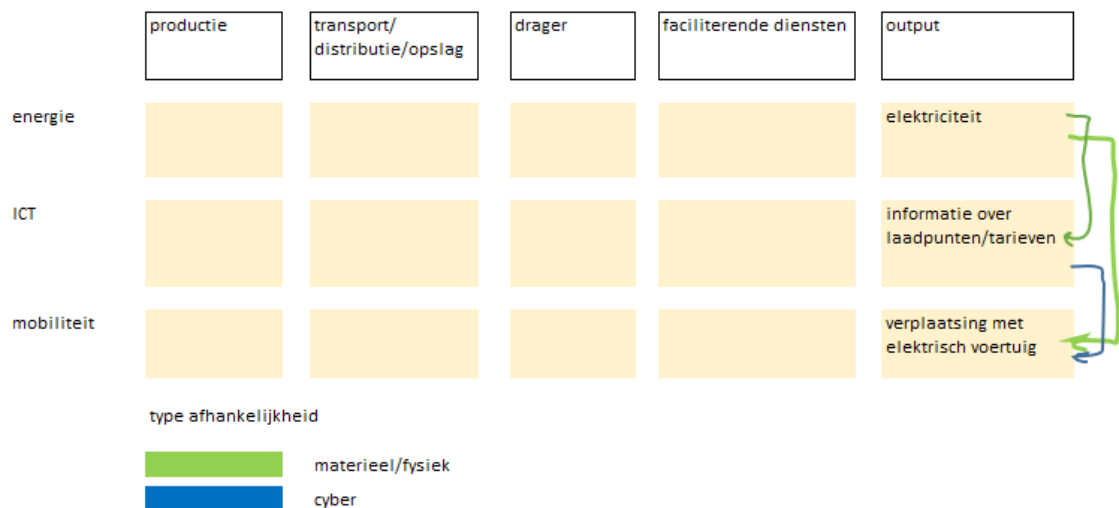 productie
transport/
distributie/opslag
drager
faciliterende diensten
output
energie
elektriciteit
ICT
informatie over
laadpunten/tarieven
mobiliteit
verplaatsing met
elektrisch voertuig
type afhankelijkheid
materieel/fysiek
cyber